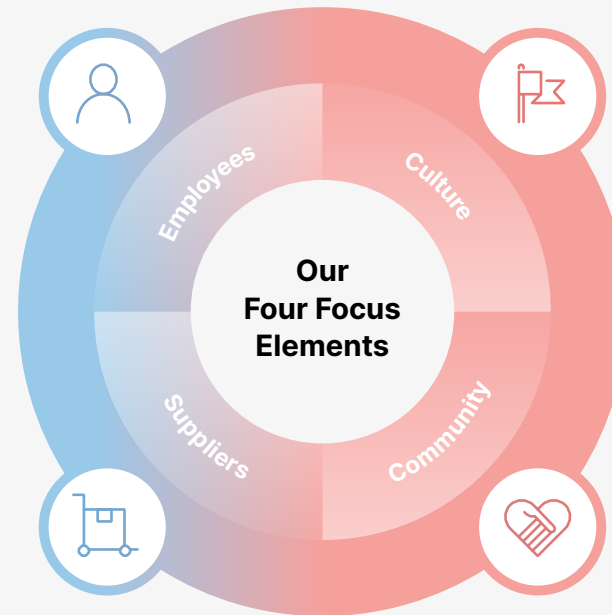 Employees
Culture
Our
Four Focus
Elements
Suppliers
Community